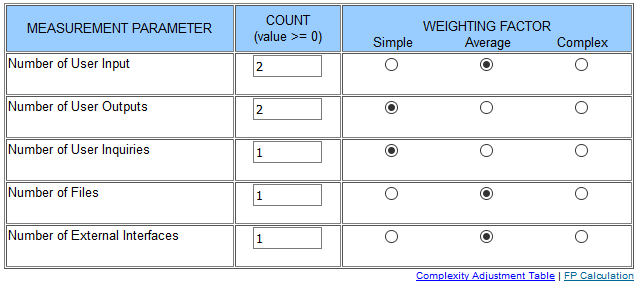 MEASUREMENT PARAMETER
COUNT
(value >= 0)
WEIGHTING FACTOR
Simple Average Complex
Number of User Input 2
Number of User Outputs 2
Number of User Inquiries 1
Number of Files 1
Number of External Interfaces 1
Complexity Adjustment Table | FP Calculation